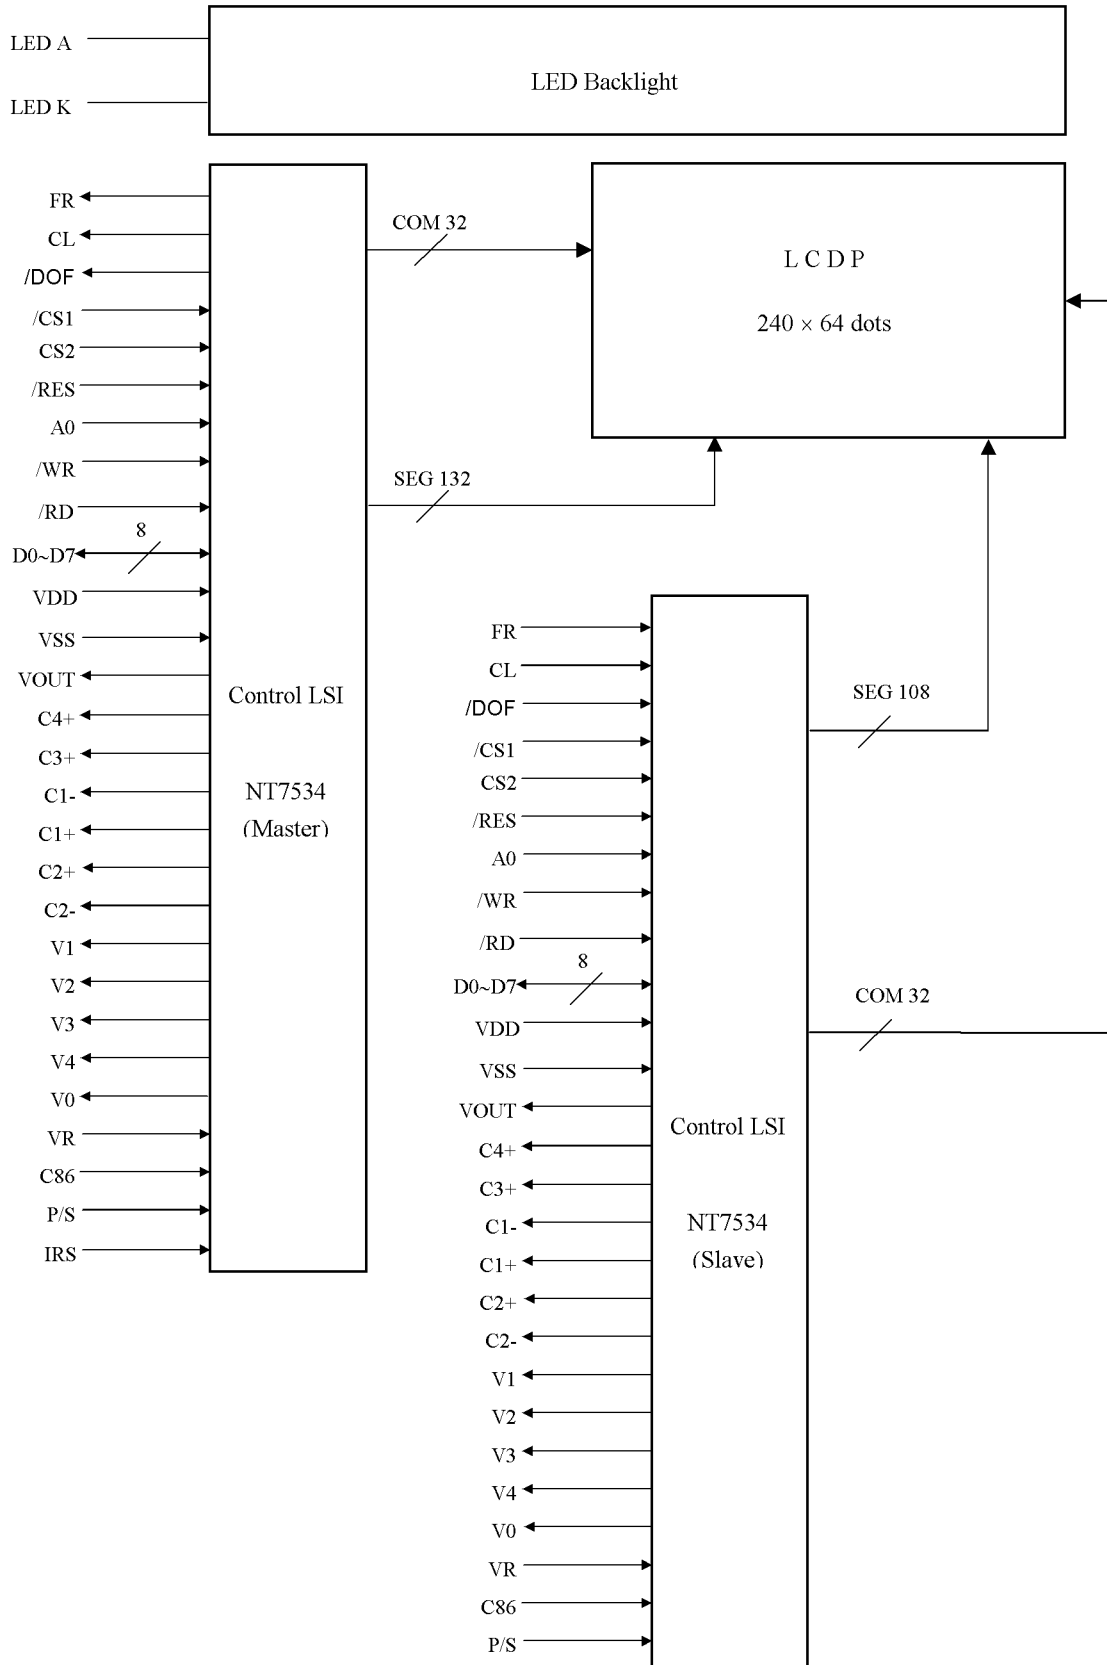 LED A
LED Backlight
LED K
FR
CL
/DOF
/CS1
CS2
/RES
A0
/WR
/RD
8
D0~D7
VDD
VSS
VOUT
C4+
C3+
C1-
C1+
C2+
C2-
V1
V2
V3
V4
V0
VR
C86
P/S
IRS
Control LSI
NT7534
(Master)
COM 32
SEG 132
L C D P
240 × 64 dots
FR
CL
/DOF
/CS1
CS2
/RES
A0
/WR
/RD
8
D0~D7
VDD
VSS
VOUT
C4+
C3+
C1-
C1+
C2+
C2-
V1
V2
V3
V4
V0
VR
C86
P/S
Control LSI
NT7534
(Slave)
SEG 108
COM 32